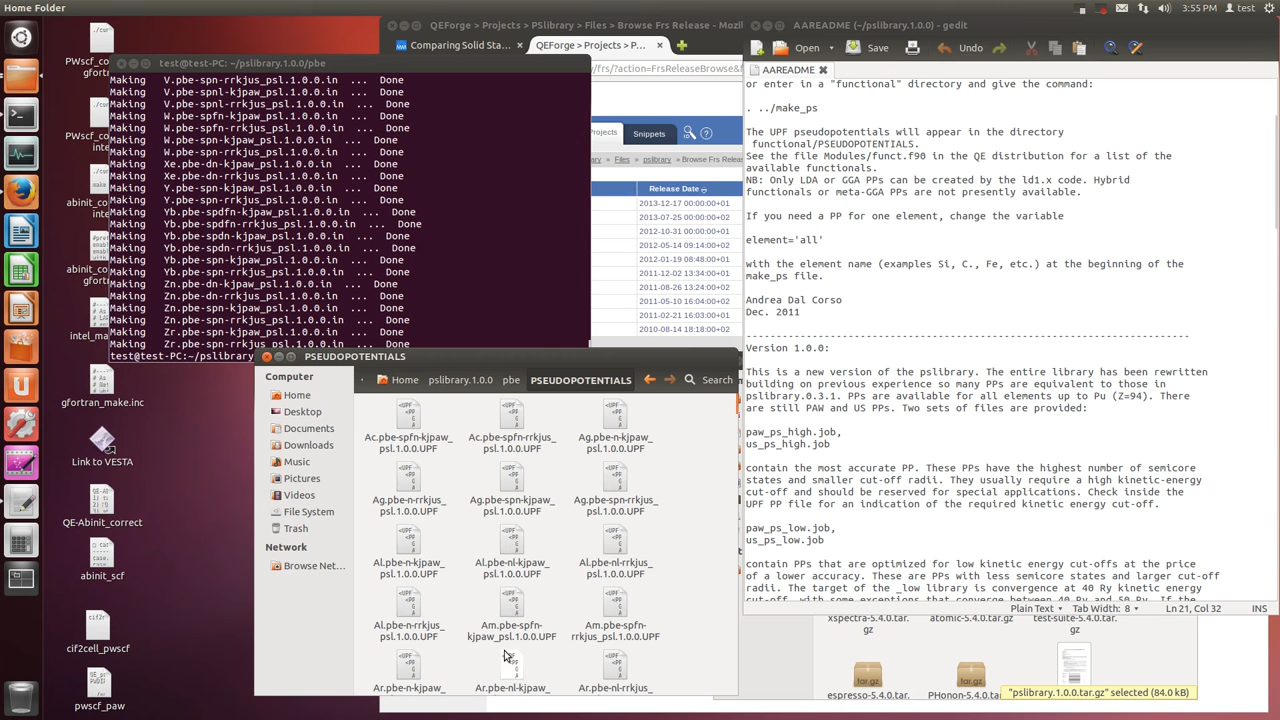 Home Folder
3:55 PM
test
QEForge > Projects > PSlibrary > Files > Browse Frs Release - Mozil
Comparing Solid Sta...
QEForge > Projects > P...
AAREADME (~/pslibrary.1.0.0) - gedit
Open
Save
Undo
AAREADME
test@test-PC: ~/pslibrary.1.0.0/pbe
Making V.pbe-spn-rrkjus_psl.1.0.0.in ... Done
Making V.pbe-spnl-kjpaw_psl.1.0.0.in ... Done
Making V.pbe-spnl-rrkjus_psl.1.0.0.in ... Done
Making W.pbe-spfn-kjpaw_psl.1.0.0.in ... Done
Making W.pbe-spfn-rrkjus_psl.1.0.0.in ... Done
Making W.pbe-spn-kjpaw_psl.1.0.0.in ... Done
Making W.pbe-spn-rrkjus_psl.1.0.0.in ... Done
Making Xe.pbe-dn-kjpaw_psl.1.0.0.in ... Done
Making Xe.pbe-dn-rrkjus_psl.1.0.0.in ... Done
Making Y.pbe-spn-kjpaw_psl.1.0.0.in ... Done
Making Y.pbe-spn-rrkjus_psl.1.0.0.in ... Done
Making Yb.pbe-spdfn-kjpaw_psl.1.0.0.in ... Done
Making Yb.pbe-spdfn-rrkjus_psl.1.0.0.in ... Done
Making Yb.pbe-spdn-kjpaw_psl.1.0.0.in ... Done
Making Yb.pbe-spdn-rrkjus_psl.1.0.0.in ... Done
Making Yb.pbe-spn-kjpaw_psl.1.0.0.in ... Done
Making Yb.pbe-spn-rrkjus_psl.1.0.0.in ... Done
Making Zn.pbe-dn-kjpaw_psl.1.0.0.in ... Done
Making Zn.pbe-dn-rrkjus_psl.1.0.0.in ... Done
Making Zn.pbe-spn-kjpaw_psl.1.0.0.in ... Done
Making Zn.pbe-spn-rrkjus_psl.1.0.0.in ... Done
Making Zr.pbe-spn-kjpaw_psl.1.0.0.in ... Done
Making Zr.pbe-spn-rrkjus_psl.1.0.0.in ... Done
test@test-PC:~/pslibrary
frs/?action=FrsReleaseBrowse&f
Projects
Snippets
Files » pslibrary » Browse Frs Relea
Release Date
2013-12-17 00:00:00+01
2013-07-25 00:00:00+02
2012-10-31 00:00:00+01
2012-05-14 09:14:00+02
2012-01-19 08:48:00+01
2011-12-02 13:34:00+01
2011-08-26 13:24:00+02
2011-05-10 16:04:00+02
2011-02-21 16:03:00+01
2010-08-14 18:18:00+02
or enter in a "functional" directory and give the command:
. ../make_ps
The UPF pseudopotentials will appear in the directory
functional/PSEUDOPOTENTIALS.
See the file Modules/funct.f90 in the QE distribution for a list of the
available functionals.
NB: Only LDA or GGA PPs can be created by the ld1.x code. Hybrid
functionals or meta-GGA PPs are not presently available.
If you need a PP for one element, change the variable
element='all'
with the element name (examples Si, C., Fe, etc.) at the beginning of the
make_ps file.
Andrea Dal Corso
Dec. 2011
Version 1.0.0:
This is a new version of the pslibrary. The entire library has been rewritten
building on previous experience so many PPs are equivalent to those in
pslibrary.0.3.1. PPs are available for all elements up to Pu (Z=94). There
are still PAW and US PPs. Two sets of files are provided:
paw_ps_high.job,
us_ps_high.job
contain the most accurate PP. These PPs have the highest number of semicore
states and smaller cut-off radii. They usually require a high kinetic-energy
cut-off and should be reserved for special applications. Check inside the
UPF PP file for an indication of the required kinetic energy cut-off.
paw_ps_low.job,
us_ps_low.job
contain PPs that are optimized for low kinetic energy cut-offs at the price
of a lower accuracy. These are PPs with less semicore states and larger cut-off
radii. The target of the _low library is convergence at 40 Ry kinetic energy
Plain Text
Tab Width: 8
Ln 21, Col 32
INS
PSEUDOPOTENTIALS
Home
pslibrary.1.0.0
pbe
PSEUDOPOTENTIALS
Search
Computer
Home
Desktop
Documents
Downloads
Music
Pictures
Videos
File System
Trash
Network
Browse Net...
Ac.pbe-spfn-kjpaw_
psl.1.0.0.UPF
Ac.pbe-spfn-rrkjus_
psl.1.0.0.UPF
Ag.pbe-n-kjpaw_
psl.1.0.0.UPF
Ag.pbe-n-rrkjus_
psl.1.0.0.UPF
Ag.pbe-spn-kjpaw_
psl.1.0.0.UPF
Ag.pbe-spn-rrkjus_
psl.1.0.0.UPF
Al.pbe-n-kjpaw_
psl.1.0.0.UPF
Al.pbe-nl-kjpaw_
psl.1.0.0.UPF
Al.pbe-nl-rrkjus_
psl.1.0.0.UPF
Al.pbe-n-rrkjus_
psl.1.0.0.UPF
Am.pbe-spfn-
kjpaw_psl.1.0.0.UPF
Am.pbe-spfn-
rrkjus_psl.1.0.0.UPF
Ar.pbe-n-kjpaw_
Ar.pbe-nl-kjpaw_
Ar.pbe-nl-rrkjus_
gfortran_make.inc
Link to VESTA
QE-Abinit_correct
abinit_scf
cif2cell_pwscf
pwscf_paw
xspectra-5.4.0.tar.
gz
atomic-5.4.0.tar.
gz
test-suite-5.4.0.tar.
gz
espresso-5.4.0.tar.
PHonon-5.4.0.tar.
"pslibrary.1.0.0.tar.gz" selected (84.0 kB)